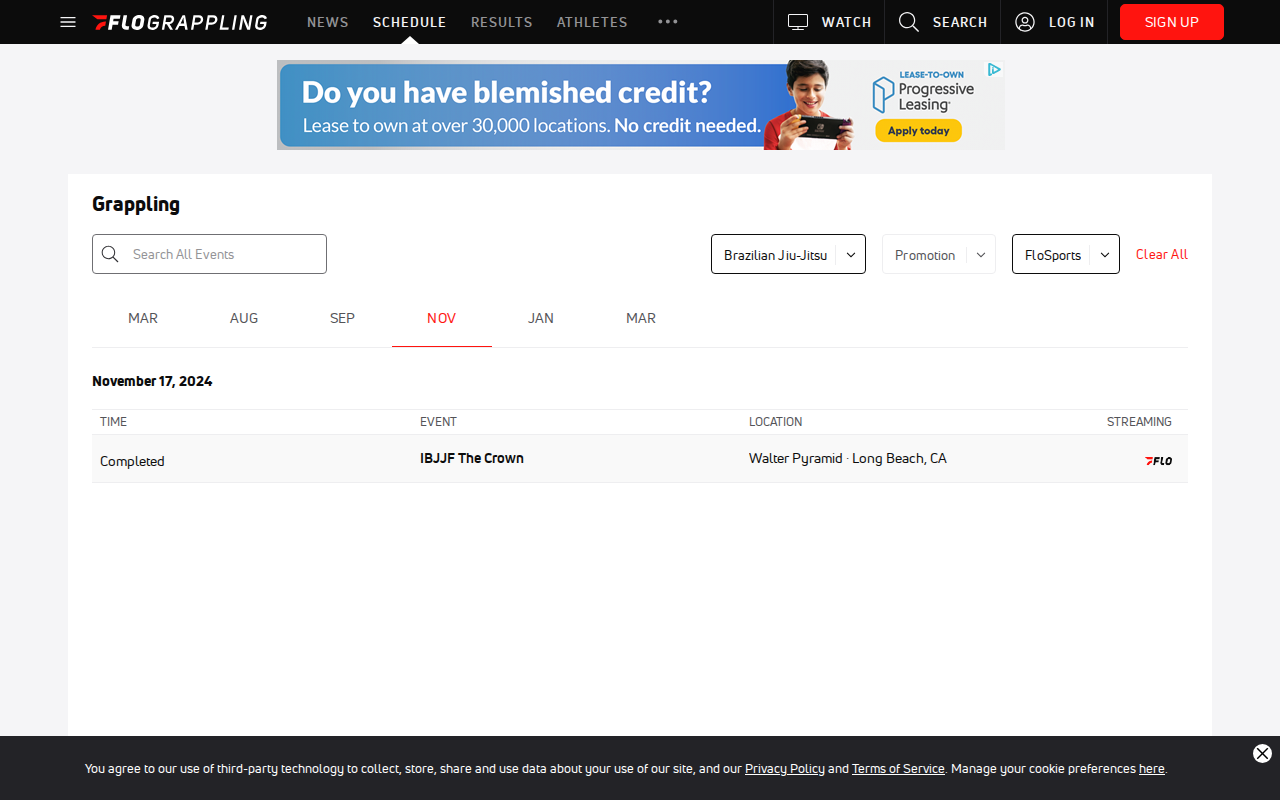 FLOGRAPPLING NEWS SCHEDULE RESULTS ATHLETES WATCH SEARCH LOG IN SIGN UP
Do you have blemished credit?
Lease to own at over 30,000 locations. No credit needed.
LEASE-TO-OWN
Progressive
Leasing
Apply today
Grappling
Search All Events Brazilian Jiu-Jitsu Promotion FloSports Clear All
MAR AUG SEP NOV JAN MAR
November 17, 2024
TIME EVENT LOCATION STREAMING
Completed IBJJF The Crown Walter Pyramid · Long Beach, CA FLO
You agree to our use of third-party technology to collect, store, share and use data about your use of our site, and our Privacy Policy and Terms of Service. Manage your cookie preferences here.